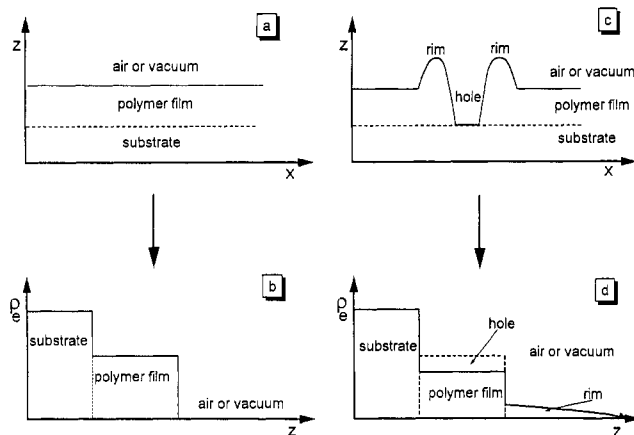 a
z
air or vacuum
polymer film
substrate
x
c
z
rim
rim
hole
air or vacuum
polymer film
substrate
x
b
ρe
substrate
polymer film
air or vacuum
z
d
ρe
substrate
hole
air or vacuum
polymer film
rim
z